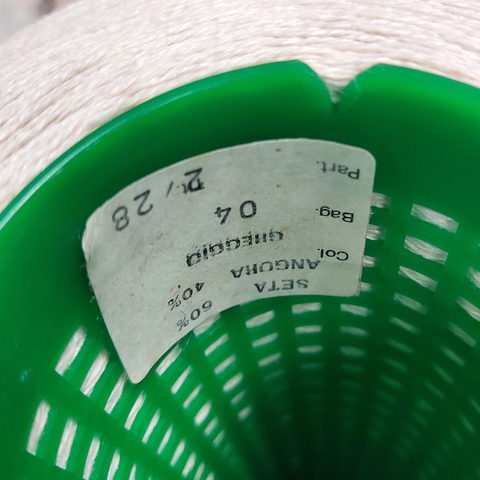 SETA 60%
ANGORA 40%
Col. GREGGIO
Bag. 04
Part. 2/28